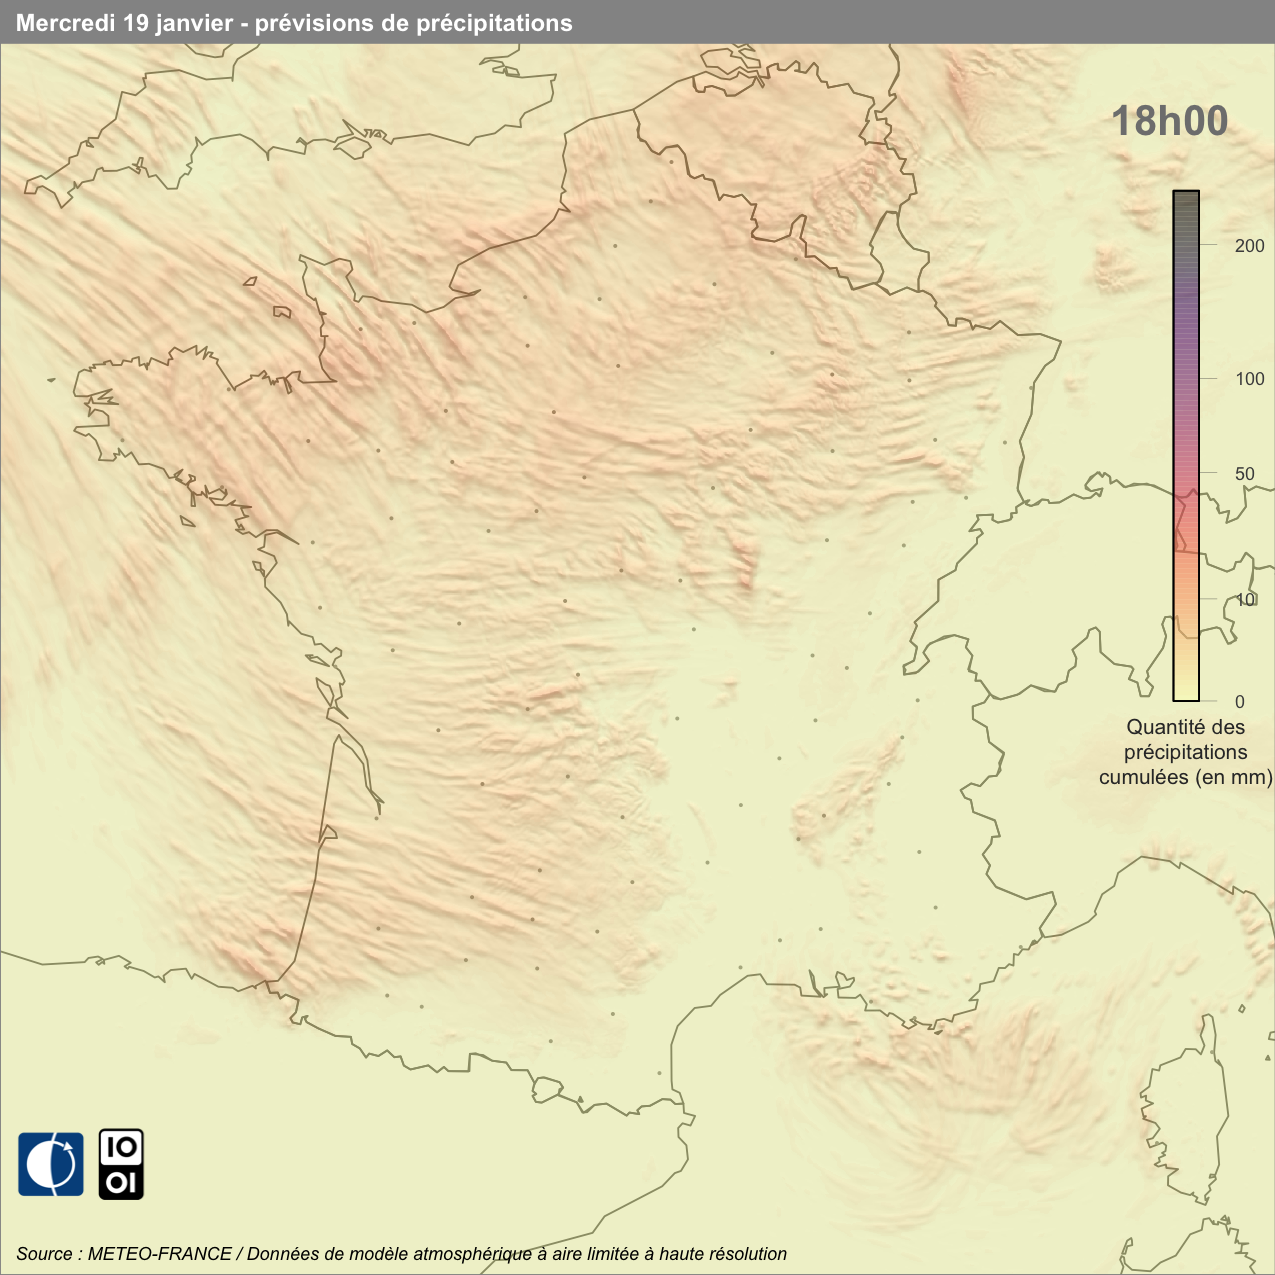 Mercredi 19 janvier - prévisions de précipitations
18h00
200
100
50
10
0
Quantité des
précipitations
cumulées (en mm)
IO
OI
Source : METEO-FRANCE / Données de modèle atmosphérique à aire limitée à haute résolution